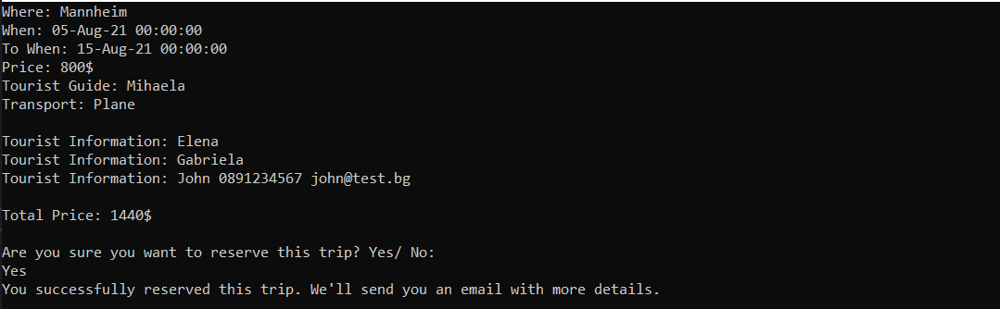 Where: Mannheim
When: 05-Aug-21 00:00:00
To When: 15-Aug-21 00:00:00
Price: 800$
Tourist Guide: Mihaela
Transport: Plane
Tourist Information: Elena
Tourist Information: Gabriela
Tourist Information: John 0891234567 john@test.bg
Total Price: 1440$
Are you sure you want to reserve this trip? Yes/ No:
Yes
You successfully reserved this trip. We'll send you an email with more details.